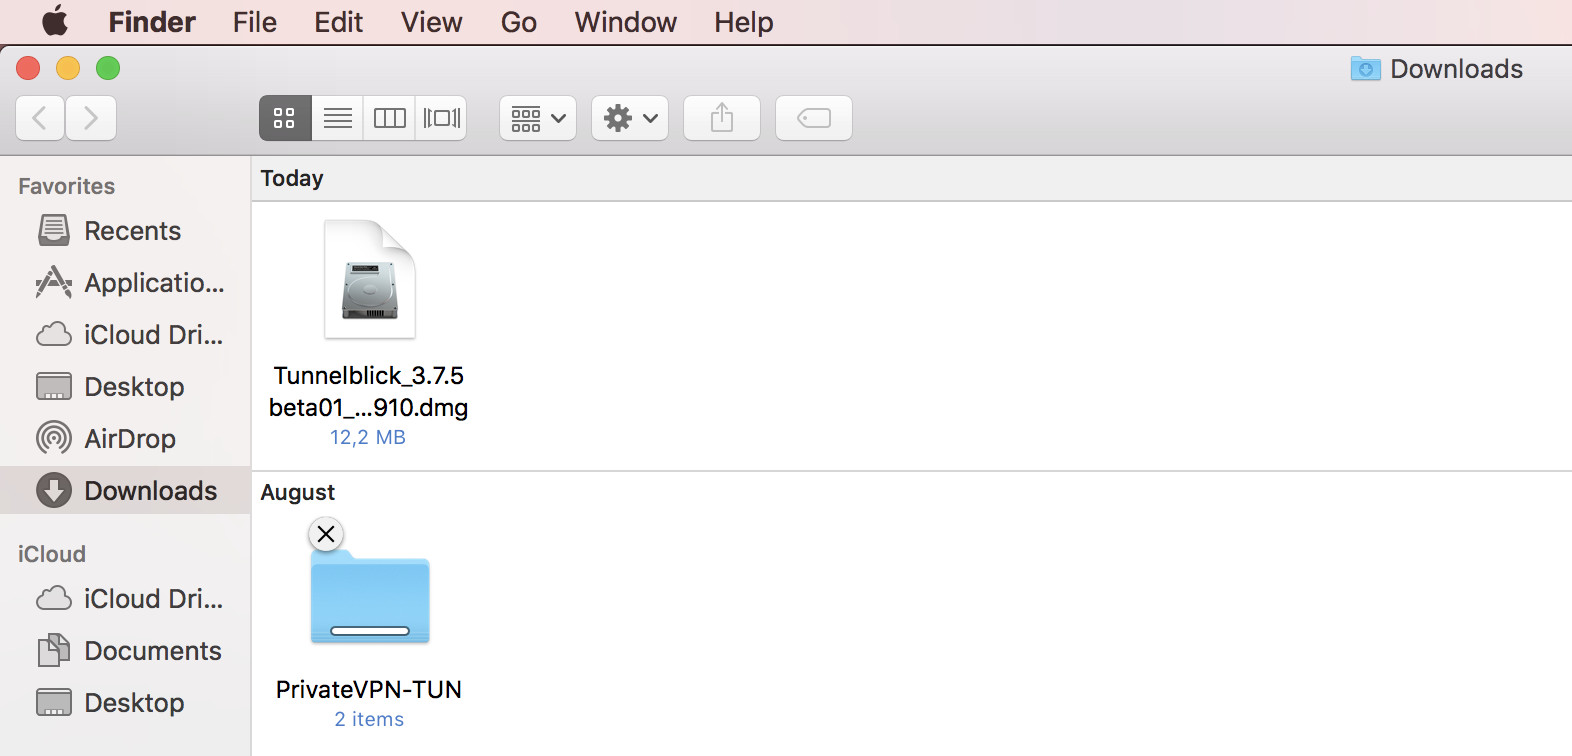 Finder File Edit View Go Window Help
Downloads
Favorites
Recents
Applicatio...
iCloud Dri...
Desktop
AirDrop
Downloads
iCloud
iCloud Dri...
Documents
Desktop
Today
Tunnelblick_3.7.5
beta01_...910.dmg
12,2 MB
August
PrivateVPN-TUN
2 items